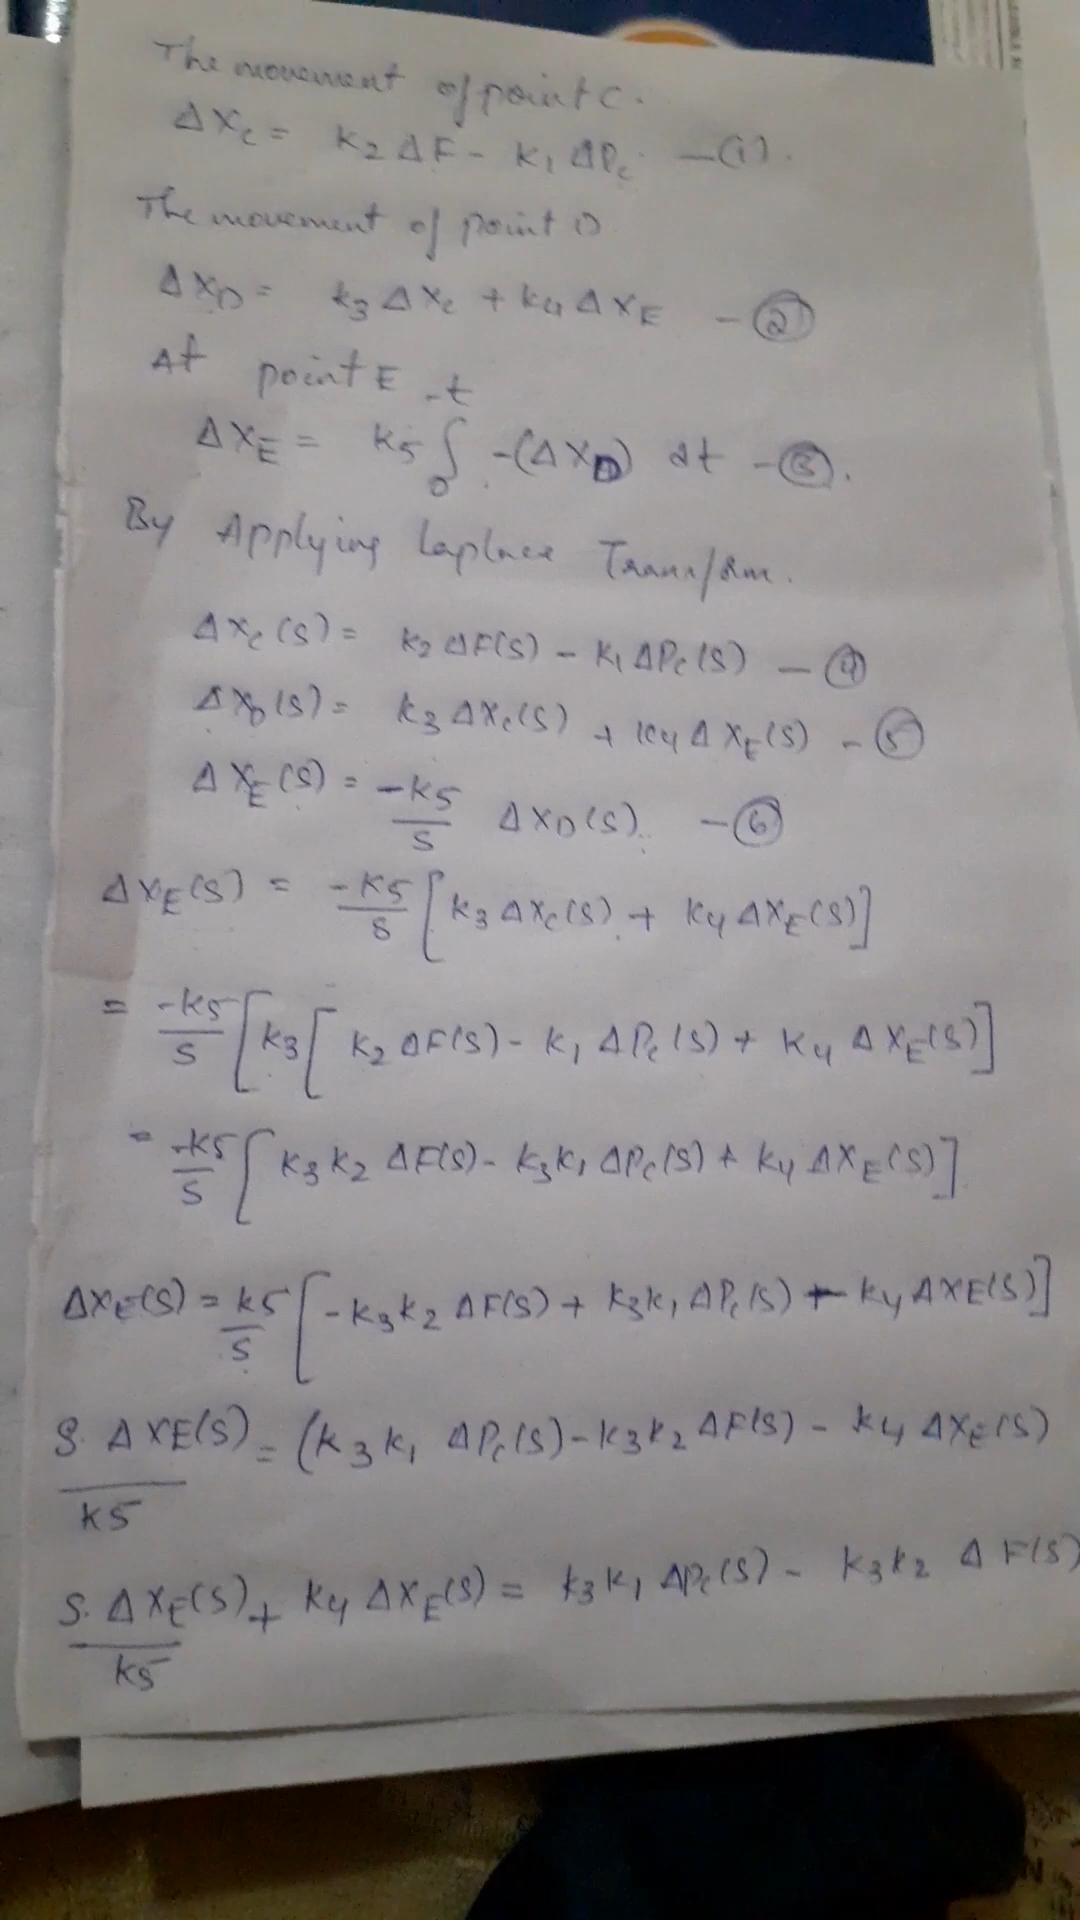 The movement of point C.
ΔXc = K2 ΔF - K1 ΔPc -(1).
The movement of point D
ΔXD = k3 ΔXc + k4 ΔXE - ②
At point E
ΔXE = K5 ∫₀ᵗ -(ΔXD) dt - ③.
By Applying Laplace Transform.
ΔXc(s) = K2 ΔF(s) - K1 ΔPc(s) - ④
ΔXD(s) = k3 ΔXc(s) + k4 ΔXE(s) - ⑤
ΔXE(s) = -K5/s ΔXD(s). - ⑥
ΔXE(s) = -K5/s [K3 ΔXc(s) + K4 ΔXE(s)]
= -K5/s [K3 [K2 ΔF(s) - K1 ΔPc(s) + K4 ΔXE(s)]
= -K5/s [K3 K2 ΔF(s) - K3 K1 ΔPc(s) + K4 ΔXE(s)]
ΔXE(s) = K5/s [-K3 K2 ΔF(s) + K3 K1 ΔPc(s) - K4 ΔXE(s)]
S. ΔXE(s)/K5 = (K3 K1 ΔPc(s) - K3 K2 ΔF(s) - K4 ΔXE(s)
S. ΔXE(s)/K5 + K4 ΔXE(s) = K3 K1 ΔPc(s) - K3 K2 ΔF(s)